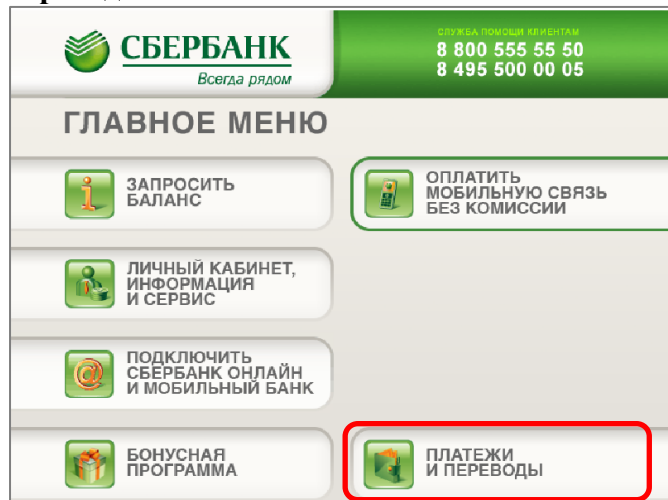 СБЕРБАНК
Всегда рядом
СЛУЖБА ПОМОЩИ КЛИЕНТАМ
8 800 555 55 50
8 495 500 00 05
ГЛАВНОЕ МЕНЮ
ЗАПРОСИТЬ
БАЛАНС
ОПЛАТИТЬ
МОБИЛЬНУЮ СВЯЗЬ
БЕЗ КОМИССИИ
ЛИЧНЫЙ КАБИНЕТ,
ИНФОРМАЦИЯ
И СЕРВИС
ПОДКЛЮЧИТЬ
СБЕРБАНК ОНЛАЙН
И МОБИЛЬНЫЙ БАНК
БОНУСНАЯ
ПРОГРАММА
ПЛАТЕЖИ
И ПЕРЕВОДЫ